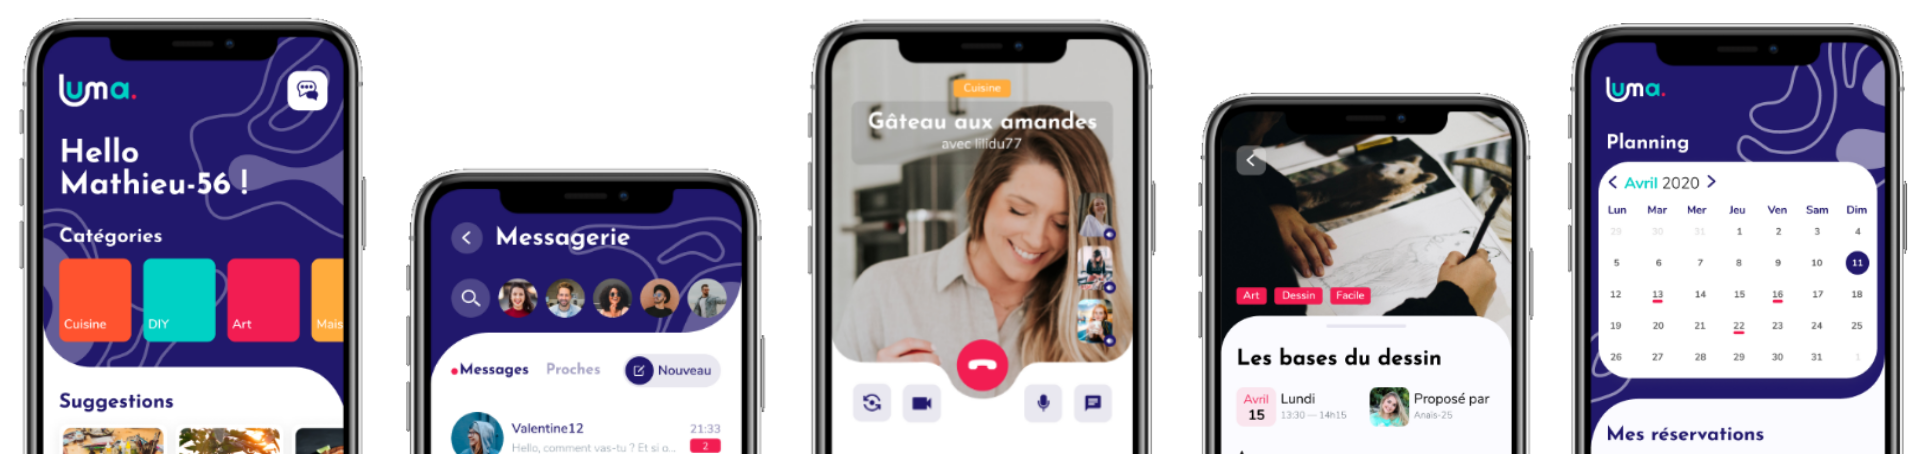 luma.
Hello
Mathieu-56 !
Catégories
Cuisine
DIY
Art
Mais
Suggestions
Messagerie
Messages
Proches
Nouveau
Valentine12
21:33
Hello, comment vas-tu ? Et si o...
2
Cuisine
Gâteau aux amandes
avec lilidu77
Art
Dessin
Facile
Les bases du dessin
Avril
15
Lundi
13:30 — 14h15
Proposé par
Anais-25
luma.
Planning
< Avril 2020 >
Lun Mar Mer Jeu Ven Sam Dim
29 30 31 1 2 3 4
5 6 7 8 9 10 11
12 13 14 15 16 17 18
19 20 21 22 23 24 25
26 27 28 29 30 31 1
Mes réservations